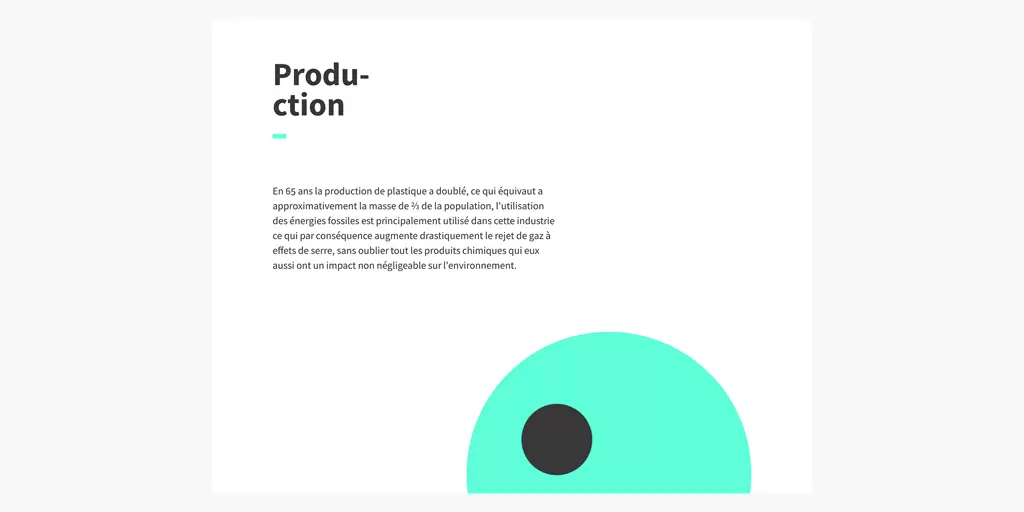 Produ-
ction
En 65 ans la production de plastique a doublé, ce qui équivaut a
approximativement la masse de ⅔ de la population, l'utilisation
des énergies fossiles est principalement utilisé dans cette industrie
ce qui par conséquence augmente drastiquement le rejet de gaz à
effets de serre, sans oublier tout les produits chimiques qui eux
aussi ont un impact non négligeable sur l'environnement.